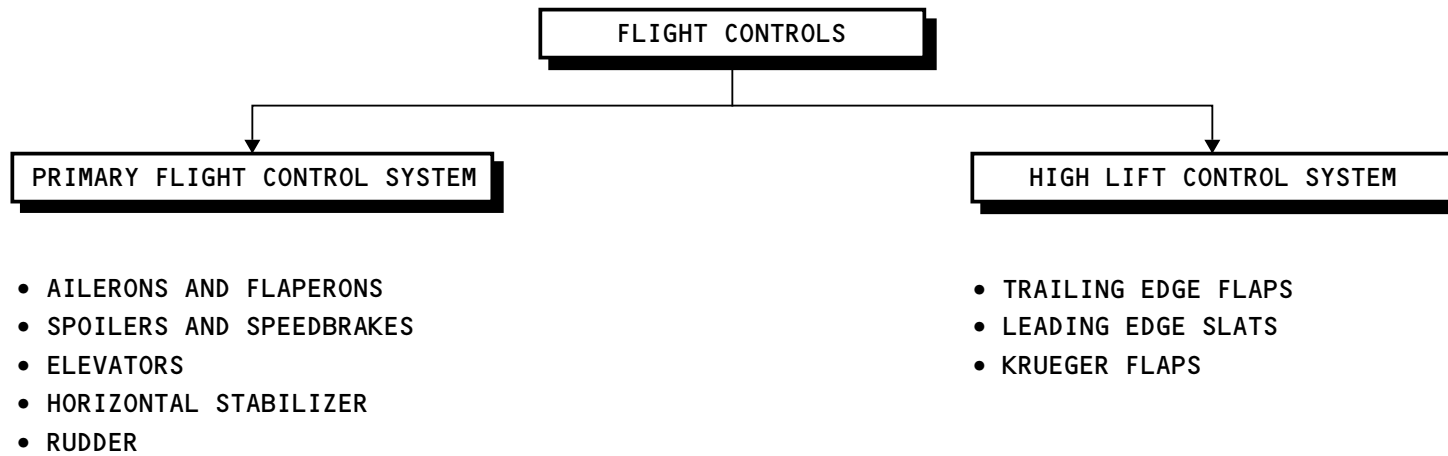 FLIGHT CONTROLS
PRIMARY FLIGHT CONTROL SYSTEM
HIGH LIFT CONTROL SYSTEM
• AILERONS AND FLAPERONS
• SPOILERS AND SPEEDBRAKES
• ELEVATORS
• HORIZONTAL STABILIZER
• RUDDER
• TRAILING EDGE FLAPS
• LEADING EDGE SLATS
• KRUEGER FLAPS